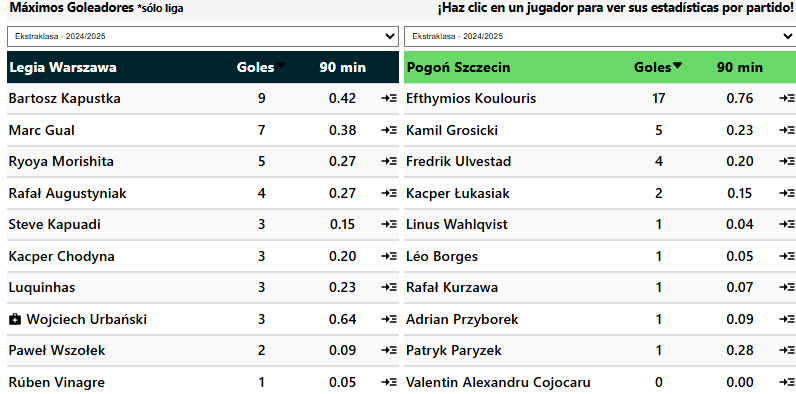 Máximos Goleadores *sólo liga ¡Haz clic en un jugador para ver sus estadísticas por partido!
Ekstraklasa - 2024/2025 Ekstraklasa - 2024/2025
Legia Warszawa Goles 90 min Pogoń Szczecin Goles 90 min
Bartosz Kapustka 9 0.42 Efthymios Koulouris 17 0.76
Marc Gual 7 0.38 Kamil Grosicki 5 0.23
Ryoya Morishita 5 0.27 Fredrik Ulvestad 4 0.20
Rafał Augustyniak 4 0.27 Kacper Łukasiak 2 0.15
Steve Kapuadi 3 0.15 Linus Wahlqvist 1 0.04
Kacper Chodyna 3 0.20 Léo Borges 1 0.05
Luquinhas 3 0.23 Rafał Kurzawa 1 0.07
Wojciech Urbański 3 0.64 Adrian Przyborek 1 0.09
Paweł Wszołek 2 0.09 Patryk Paryzek 1 0.28
Rúben Vinagre 1 0.05 Valentin Alexandru Cojocaru 0 0.00